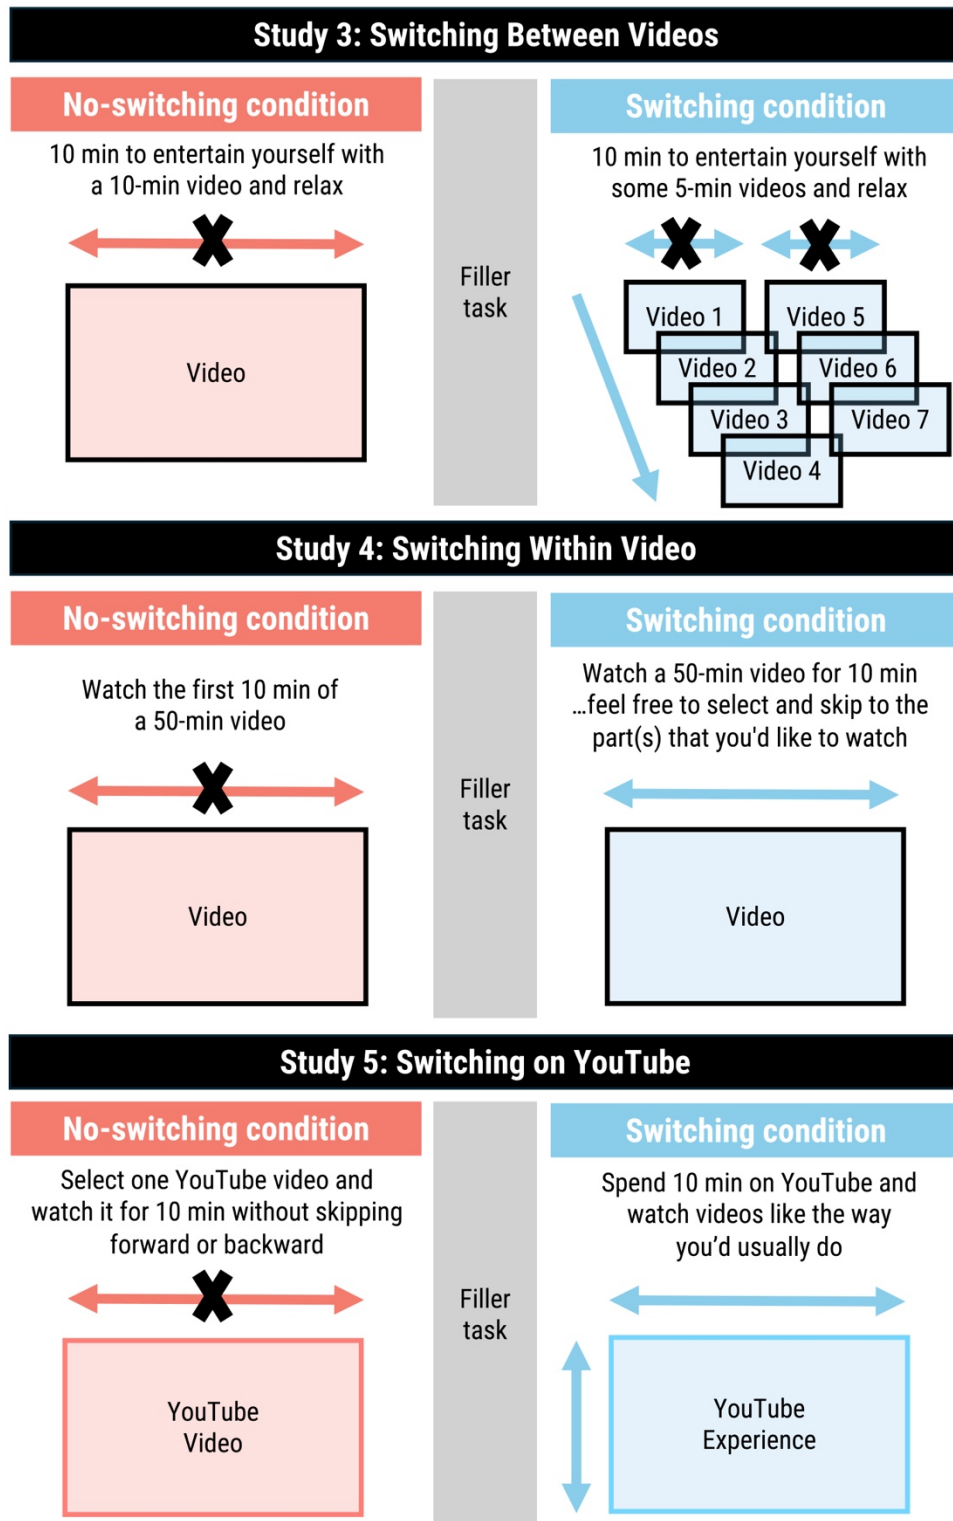 Study 3: Switching Between Videos
No-switching condition
10 min to entertain yourself with
a 10-min video and relax
Video
Filler
task
Switching condition
10 min to entertain yourself with
some 5-min videos and relax
Video 1
Video 2
Video 3
Video 4
Video 5
Video 6
Video 7
Study 4: Switching Within Video
No-switching condition
Watch the first 10 min of
a 50-min video
Video
Filler
task
Switching condition
Watch a 50-min video for 10 min
...feel free to select and skip to the
part(s) that you'd like to watch
Video
Study 5: Switching on YouTube
No-switching condition
Select one YouTube video and
watch it for 10 min without skipping
forward or backward
YouTube
Video
Filler
task
Switching condition
Spend 10 min on YouTube and
watch videos like the way
you’d usually do
YouTube
Experience